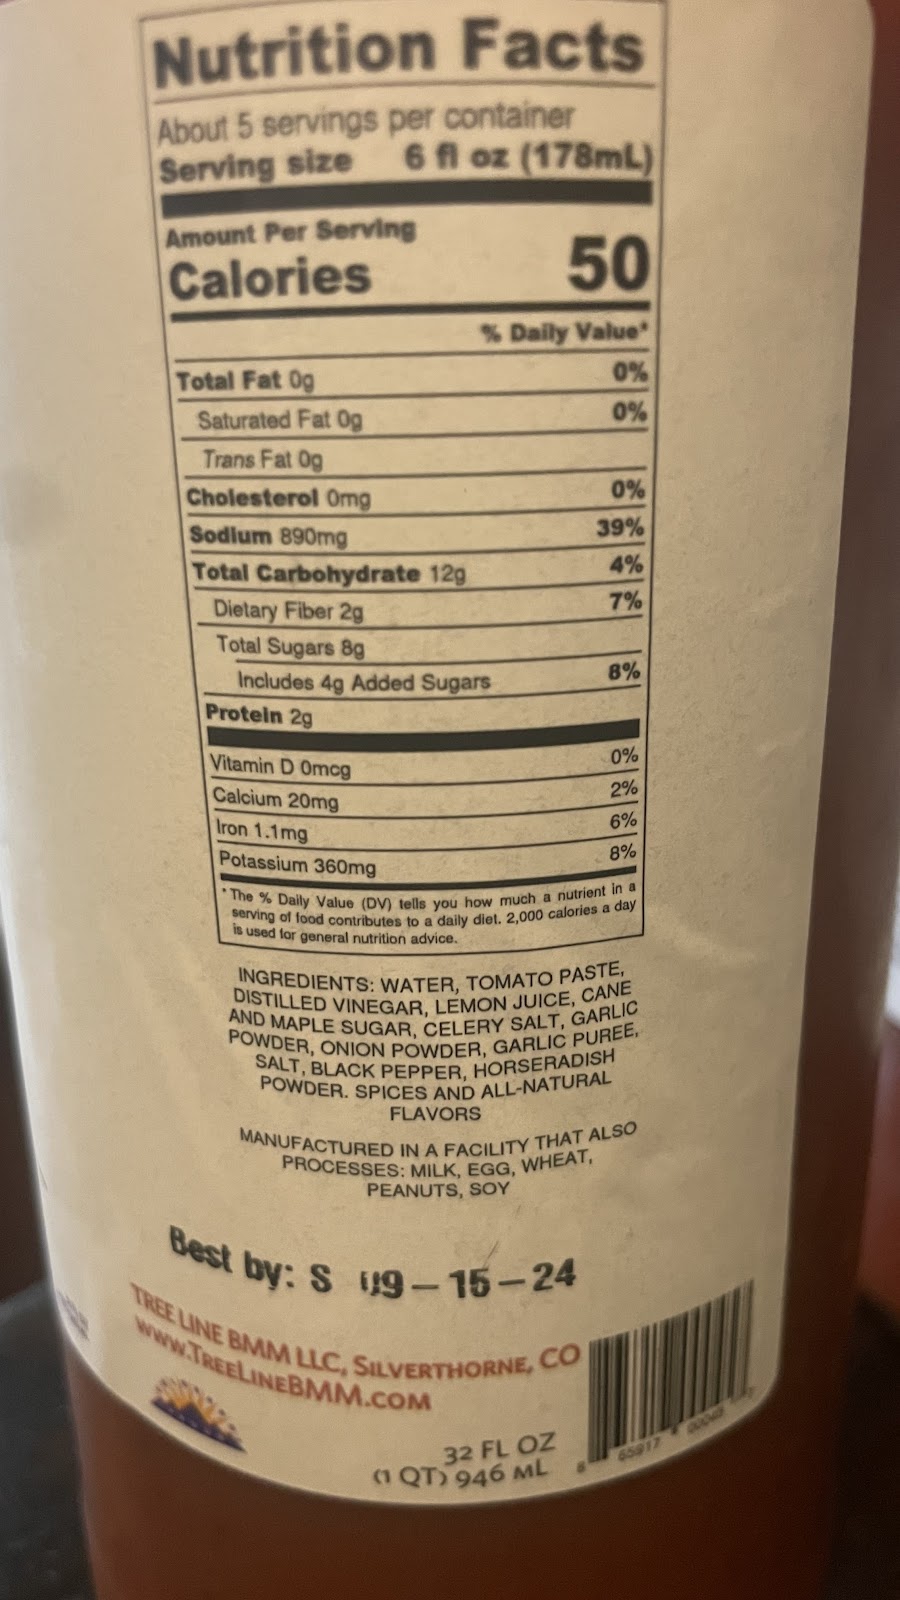 Nutrition Facts
About 5 servings per container
Serving size 6 fl oz (178mL)
Amount Per Serving
Calories 50
% Daily Value*
Total Fat 0g 0%
Saturated Fat 0g 0%
Trans Fat 0g
Cholesterol 0mg 0%
Sodium 890mg 39%
Total Carbohydrate 12g 4%
Dietary Fiber 2g 7%
Total Sugars 8g
Includes 4g Added Sugars 8%
Protein 2g
Vitamin D 0mcg 0%
Calcium 20mg 2%
Iron 1.1mg 6%
Potassium 360mg 8%
* The % Daily Value (DV) tells you how much a nutrient in a
serving of food contributes to a daily diet. 2,000 calories a day
is used for general nutrition advice.
INGREDIENTS: WATER, TOMATO PASTE,
DISTILLED VINEGAR, LEMON JUICE, CANE
AND MAPLE SUGAR, CELERY SALT, GARLIC
POWDER, ONION POWDER, GARLIC PUREE,
SALT, BLACK PEPPER, HORSERADISH
POWDER. SPICES AND ALL-NATURAL
FLAVORS
MANUFACTURED IN A FACILITY THAT ALSO
PROCESSES: MILK, EGG, WHEAT,
PEANUTS, SOY
Best by: S 09-15-24
TREE LINE BMM LLC, SILVERTHORNE, CO
WWW.TREELINEBMM.COM
32 FL OZ
(1 QT) 946 ML